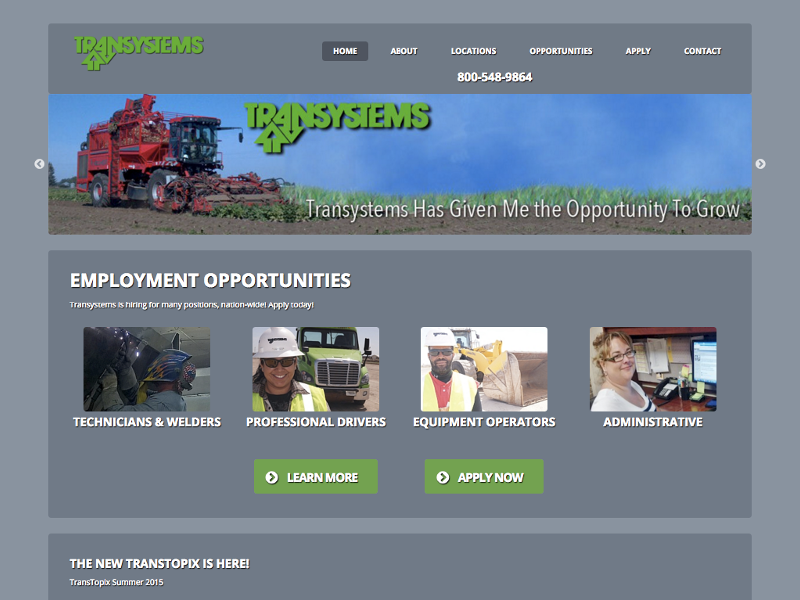 TRANSYSTEMS
HOME ABOUT LOCATIONS OPPORTUNITIES APPLY CONTACT
800-548-9864
TRANSYSTEMS
Transystems Has Given Me the Opportunity To Grow
EMPLOYMENT OPPORTUNITIES
Transystems is hiring for many positions, nation-wide! Apply today!
TECHNICIANS & WELDERS PROFESSIONAL DRIVERS EQUIPMENT OPERATORS ADMINISTRATIVE
LEARN MORE APPLY NOW
THE NEW TRANSTOPIX IS HERE!
TransTopix Summer 2015